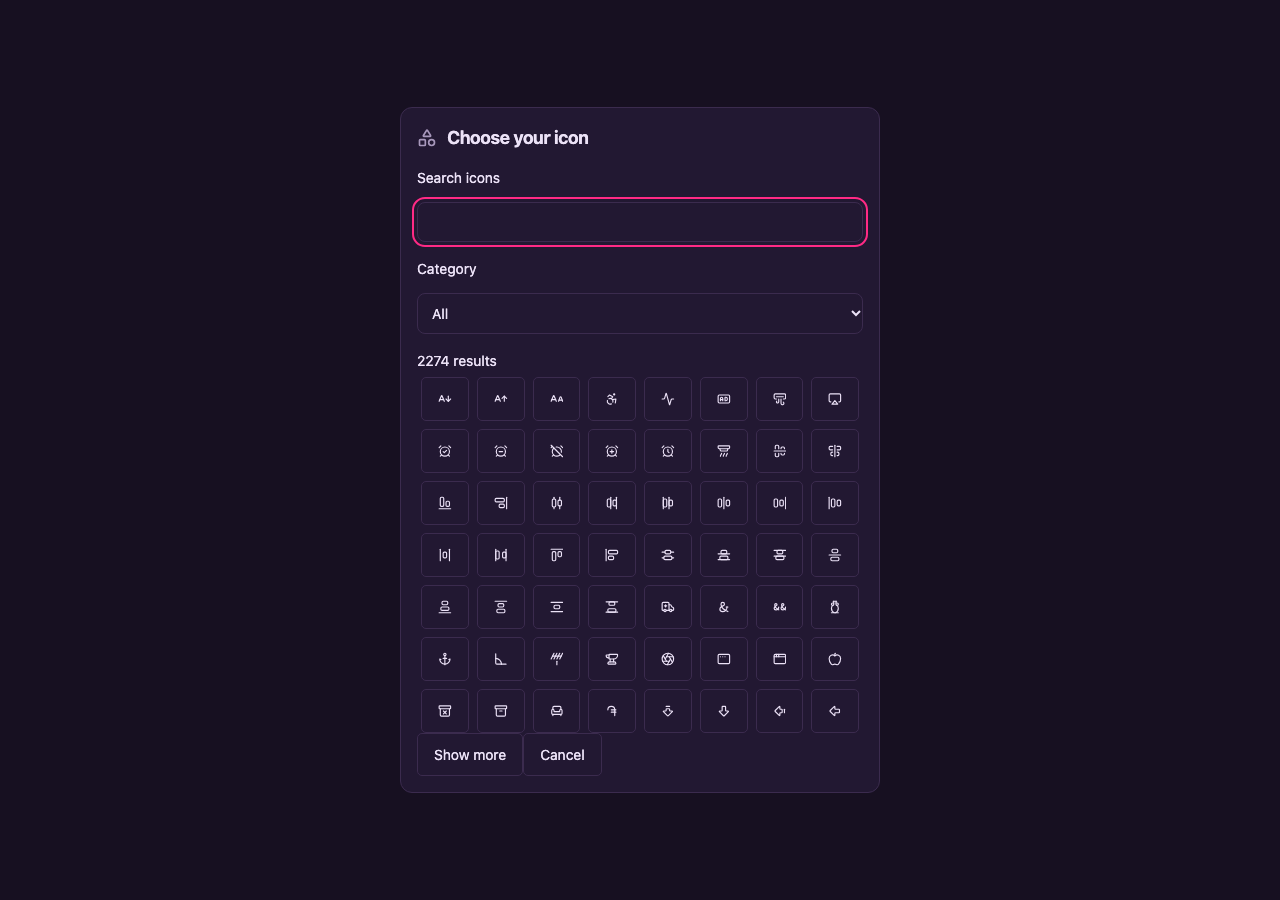 Choose your icon
Search icons
Category
All
2274 results
Show more
Cancel